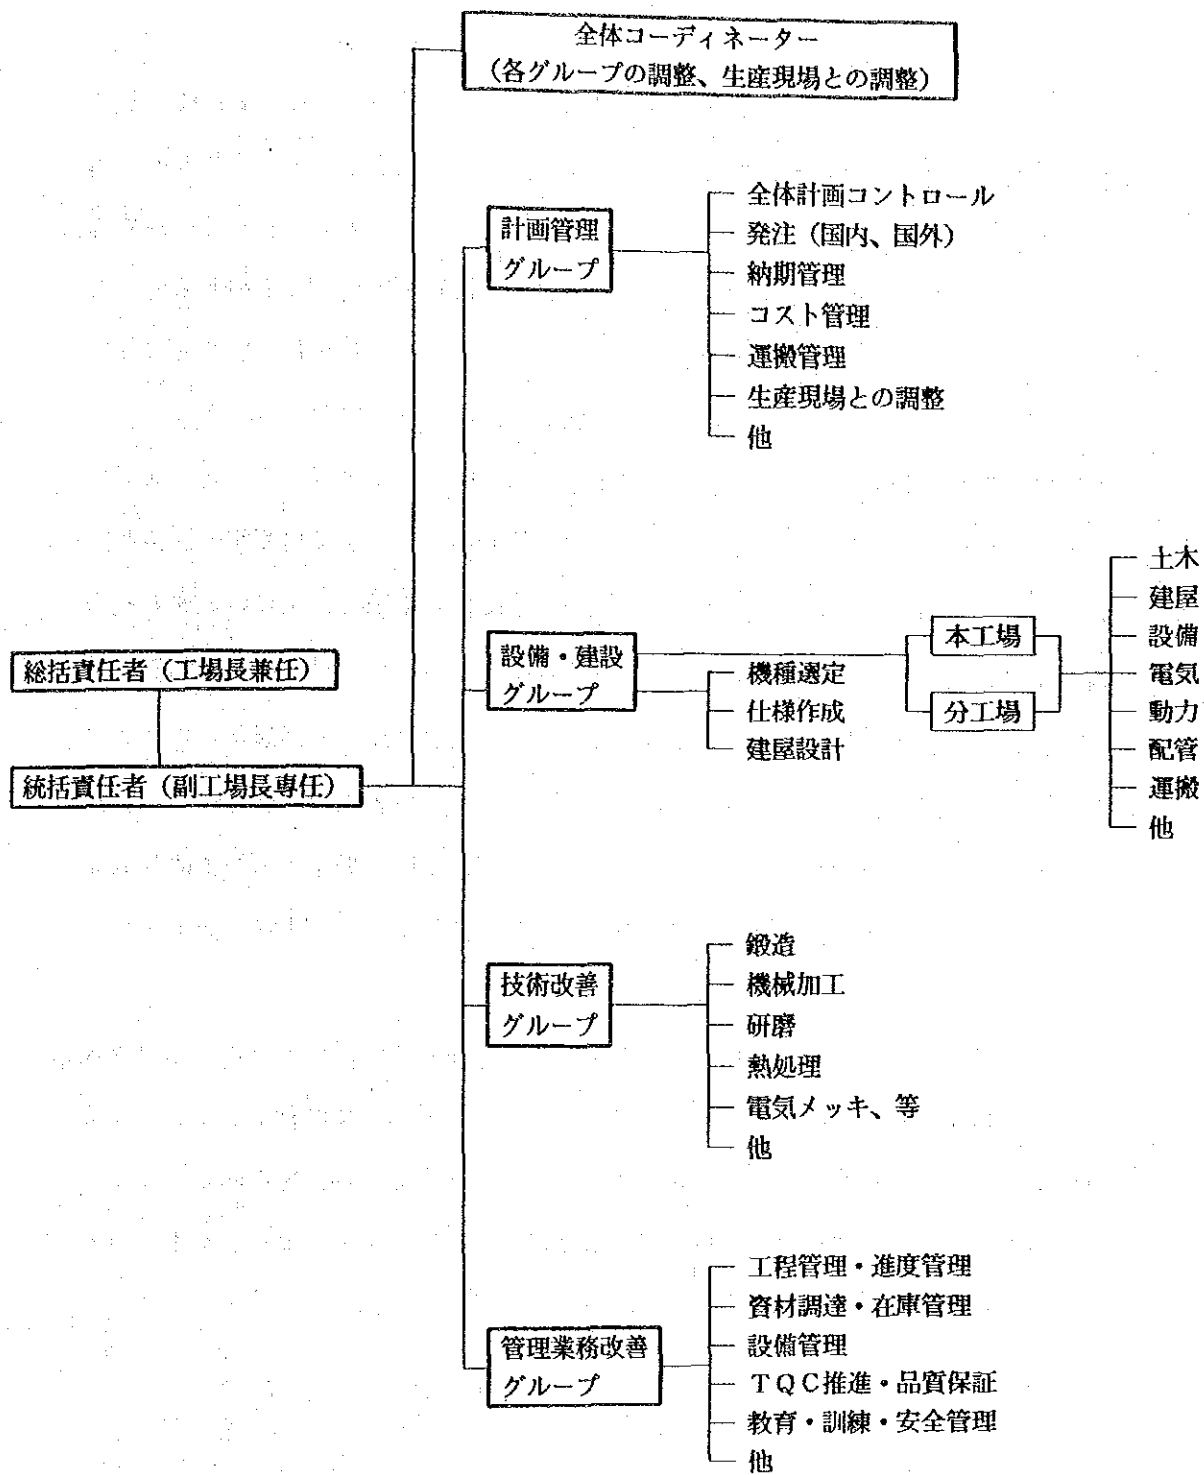 全体コーディネーター
（各グループの調整、生産現場との調整）
総括責任者（工場長兼任）
統括責任者（副工場長専任）
計画管理
グループ
全体計画コントロール
発注（国内、国外）
納期管理
コスト管理
運搬管理
生産現場との調整
他
設備・建設
グループ
機種選定
仕様作成
建屋設計
本工場
分工場
土木
建屋
設備
電気
動力
配管
運搬
他
技術改善
グループ
鍛造
機械加工
研磨
熱処理
電気メッキ、等
他
管理業務改善
グループ
工程管理・進度管理
資材調達・在庫管理
設備管理
ＴＱＣ推進・品質保証
教育・訓練・安全管理
他